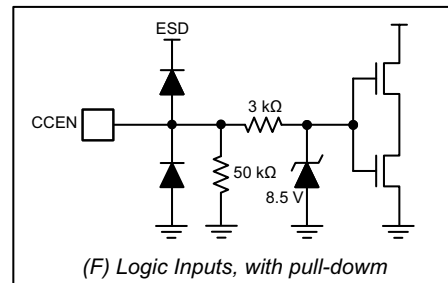 ESD
CCEN
3 kΩ
50 kΩ
8.5 V
(F) Logic Inputs, with pull-dowm